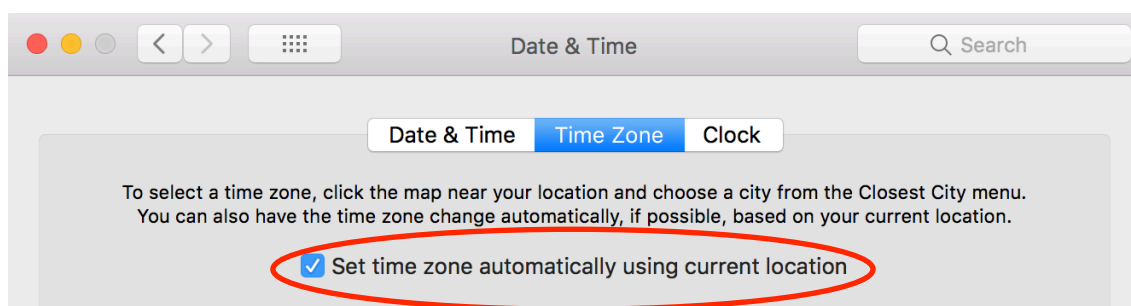 Date & Time
Search
Date & Time
Time Zone
Clock
To select a time zone, click the map near your location and choose a city from the Closest City menu.
You can also have the time zone change automatically, if possible, based on your current location.
Set time zone automatically using current location